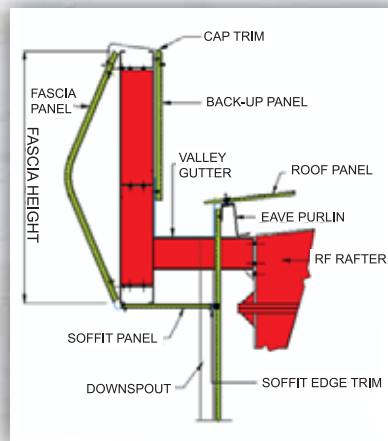 CAP TRIM
FASCIA
PANEL
BACK-UP PANEL
FASCIA HEIGHT
VALLEY
GUTTER
ROOF PANEL
EAVE PURLIN
RF RAFTER
SOFFIT PANEL
DOWNSPOUT
SOFFIT EDGE TRIM